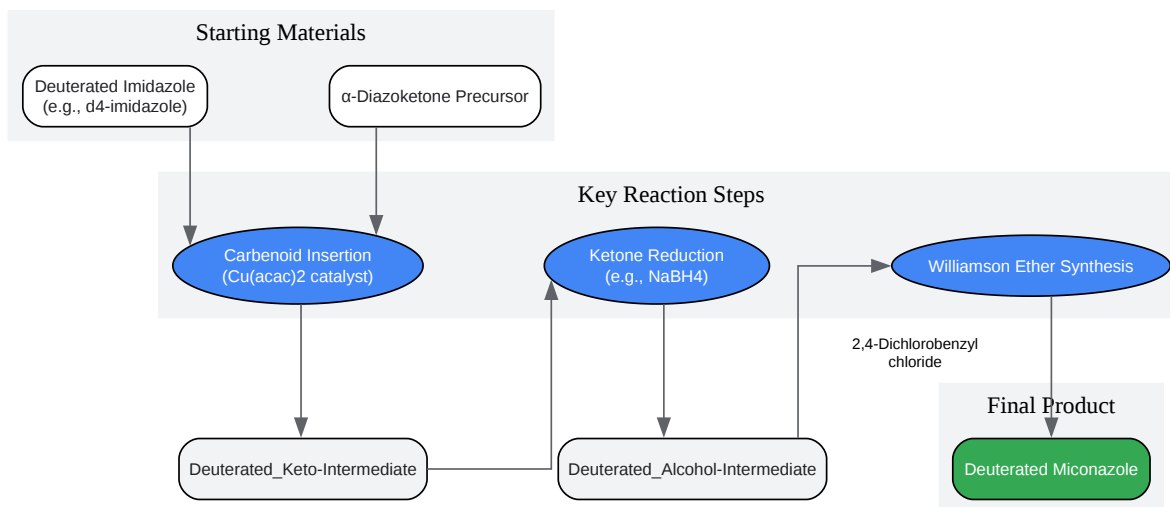 Starting Materials
Deuterated Imidazole
(e.g., d4-imidazole)
α-Diazoketone Precursor
Key Reaction Steps
Carbenoid Insertion
(Cu(acac)2 catalyst)
Ketone Reduction
(e.g., NaBH4)
Williamson Ether Synthesis
2,4-Dichlorobenzyl
chloride
Final Product
Deuterated_Keto-Intermediate
Deuterated_Alcohol-Intermediate
Deuterated Miconazole